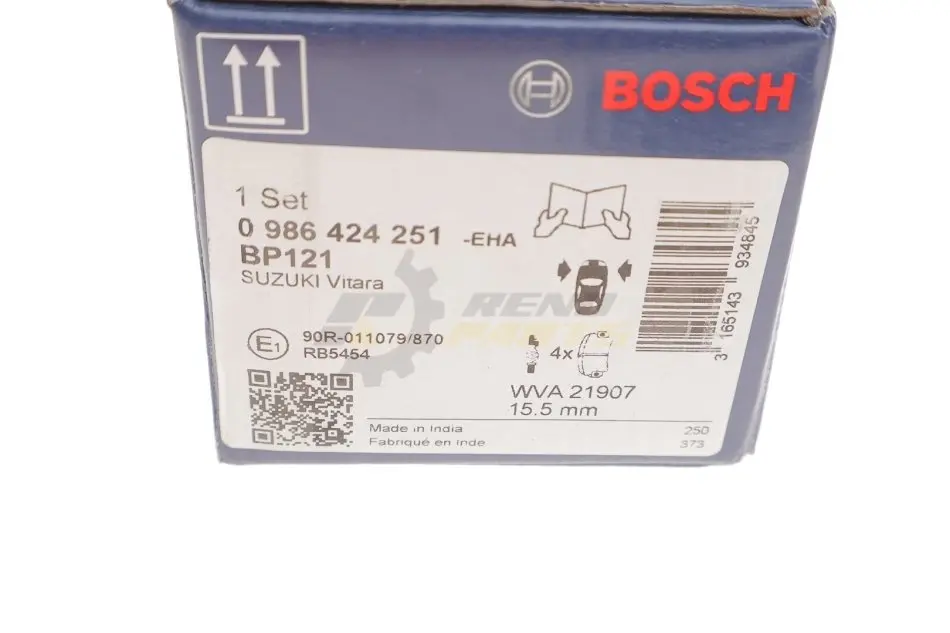 BOSCH
1 Set
0 986 424 251 -EHA
BP121
SUZUKI Vitara
RENO
PARTS
3 165143 934845
E1
90R-011079/870
RB5454
4x
WVA 21907
15.5 mm
Made in India
Fabriqué en Inde
250
373